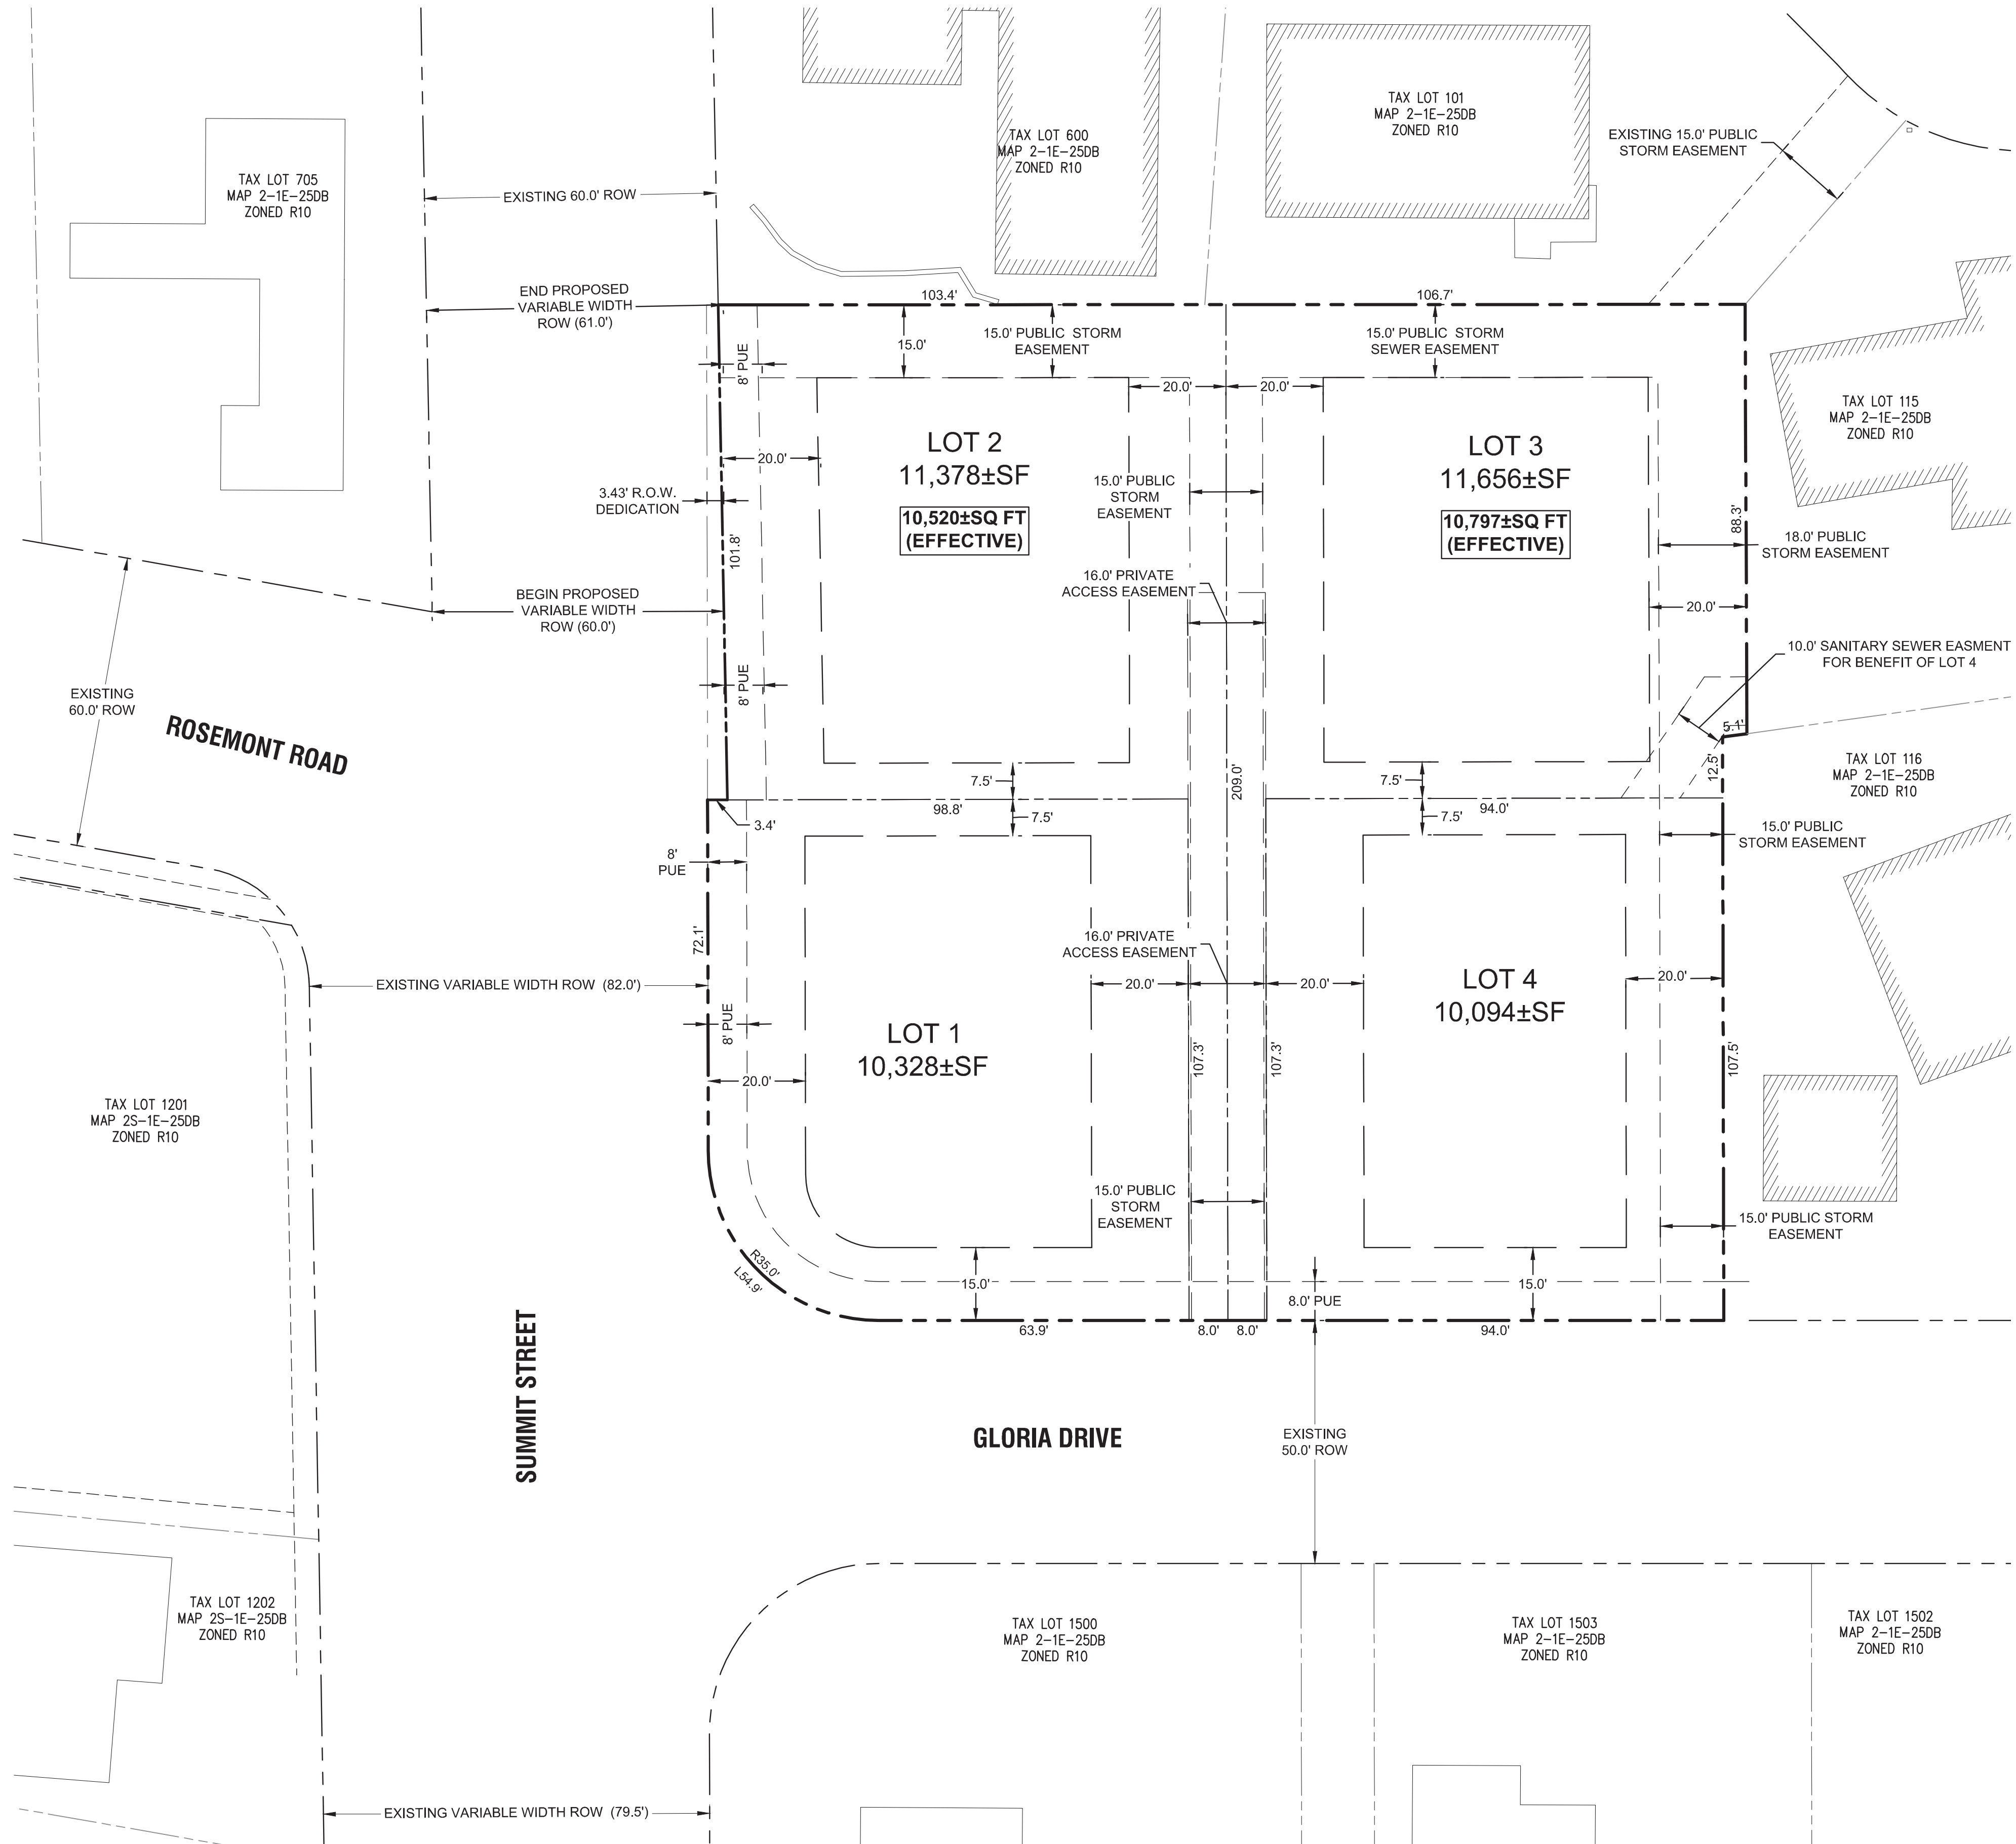 TAX LOT 705
MAP 2-1E-25DB
ZONED R10
EXISTING 60.0' ROW
TAX LOT 600
MAP 2-1E-25DB
ZONED R10
TAX LOT 101
MAP 2-1E-25DB
ZONED R10
EXISTING 15.0' PUBLIC
STORM EASEMENT
END PROPOSED
VARIABLE WIDTH
ROW (61.0')
103.4'
106.7'
8' PUE
15.0'
15.0' PUBLIC STORM
EASEMENT
15.0' PUBLIC STORM
SEWER EASEMENT
20.0'
20.0'
TAX LOT 115
MAP 2-1E-25DB
ZONED R10
LOT 2
11,378±SF
10,520±SQ FT
(EFFECTIVE)
20.0'
3.43' R.O.W.
DEDICATION
101.8'
15.0' PUBLIC
STORM
EASEMENT
LOT 3
11,656±SF
10,797±SQ FT
(EFFECTIVE)
88.3'
18.0' PUBLIC
STORM EASEMENT
BEGIN PROPOSED
VARIABLE WIDTH
ROW (60.0')
16.0' PRIVATE
ACCESS EASEMENT
20.0'
8' PUE
10.0' SANITARY SEWER EASMENT
FOR BENEFIT OF LOT 4
EXISTING
60.0' ROW
ROSEMONT ROAD
5.1'
12.5'
TAX LOT 116
MAP 2-1E-25DB
ZONED R10
7.5'
209.0'
7.5'
98.8'
7.5'
94.0'
7.5'
3.4'
8'
PUE
15.0' PUBLIC
STORM EASEMENT
72.1'
16.0' PRIVATE
ACCESS EASEMENT
EXISTING VARIABLE WIDTH ROW (82.0')
20.0'
20.0'
20.0'
LOT 4
10,094±SF
8' PUE
LOT 1
10,328±SF
107.3'
107.3'
107.5'
20.0'
TAX LOT 1201
MAP 2S-1E-25DB
ZONED R10
15.0' PUBLIC
STORM
EASEMENT
15.0' PUBLIC STORM
EASEMENT
R35.0'
L54.9'
15.0'
15.0'
8.0' PUE
63.9'
8.0'
8.0'
94.0'
SUMMIT STREET
GLORIA DRIVE
EXISTING
50.0' ROW
TAX LOT 1202
MAP 2S-1E-25DB
ZONED R10
TAX LOT 1500
MAP 2-1E-25DB
ZONED R10
TAX LOT 1503
MAP 2-1E-25DB
ZONED R10
TAX LOT 1502
MAP 2-1E-25DB
ZONED R10
EXISTING VARIABLE WIDTH ROW (79.5')